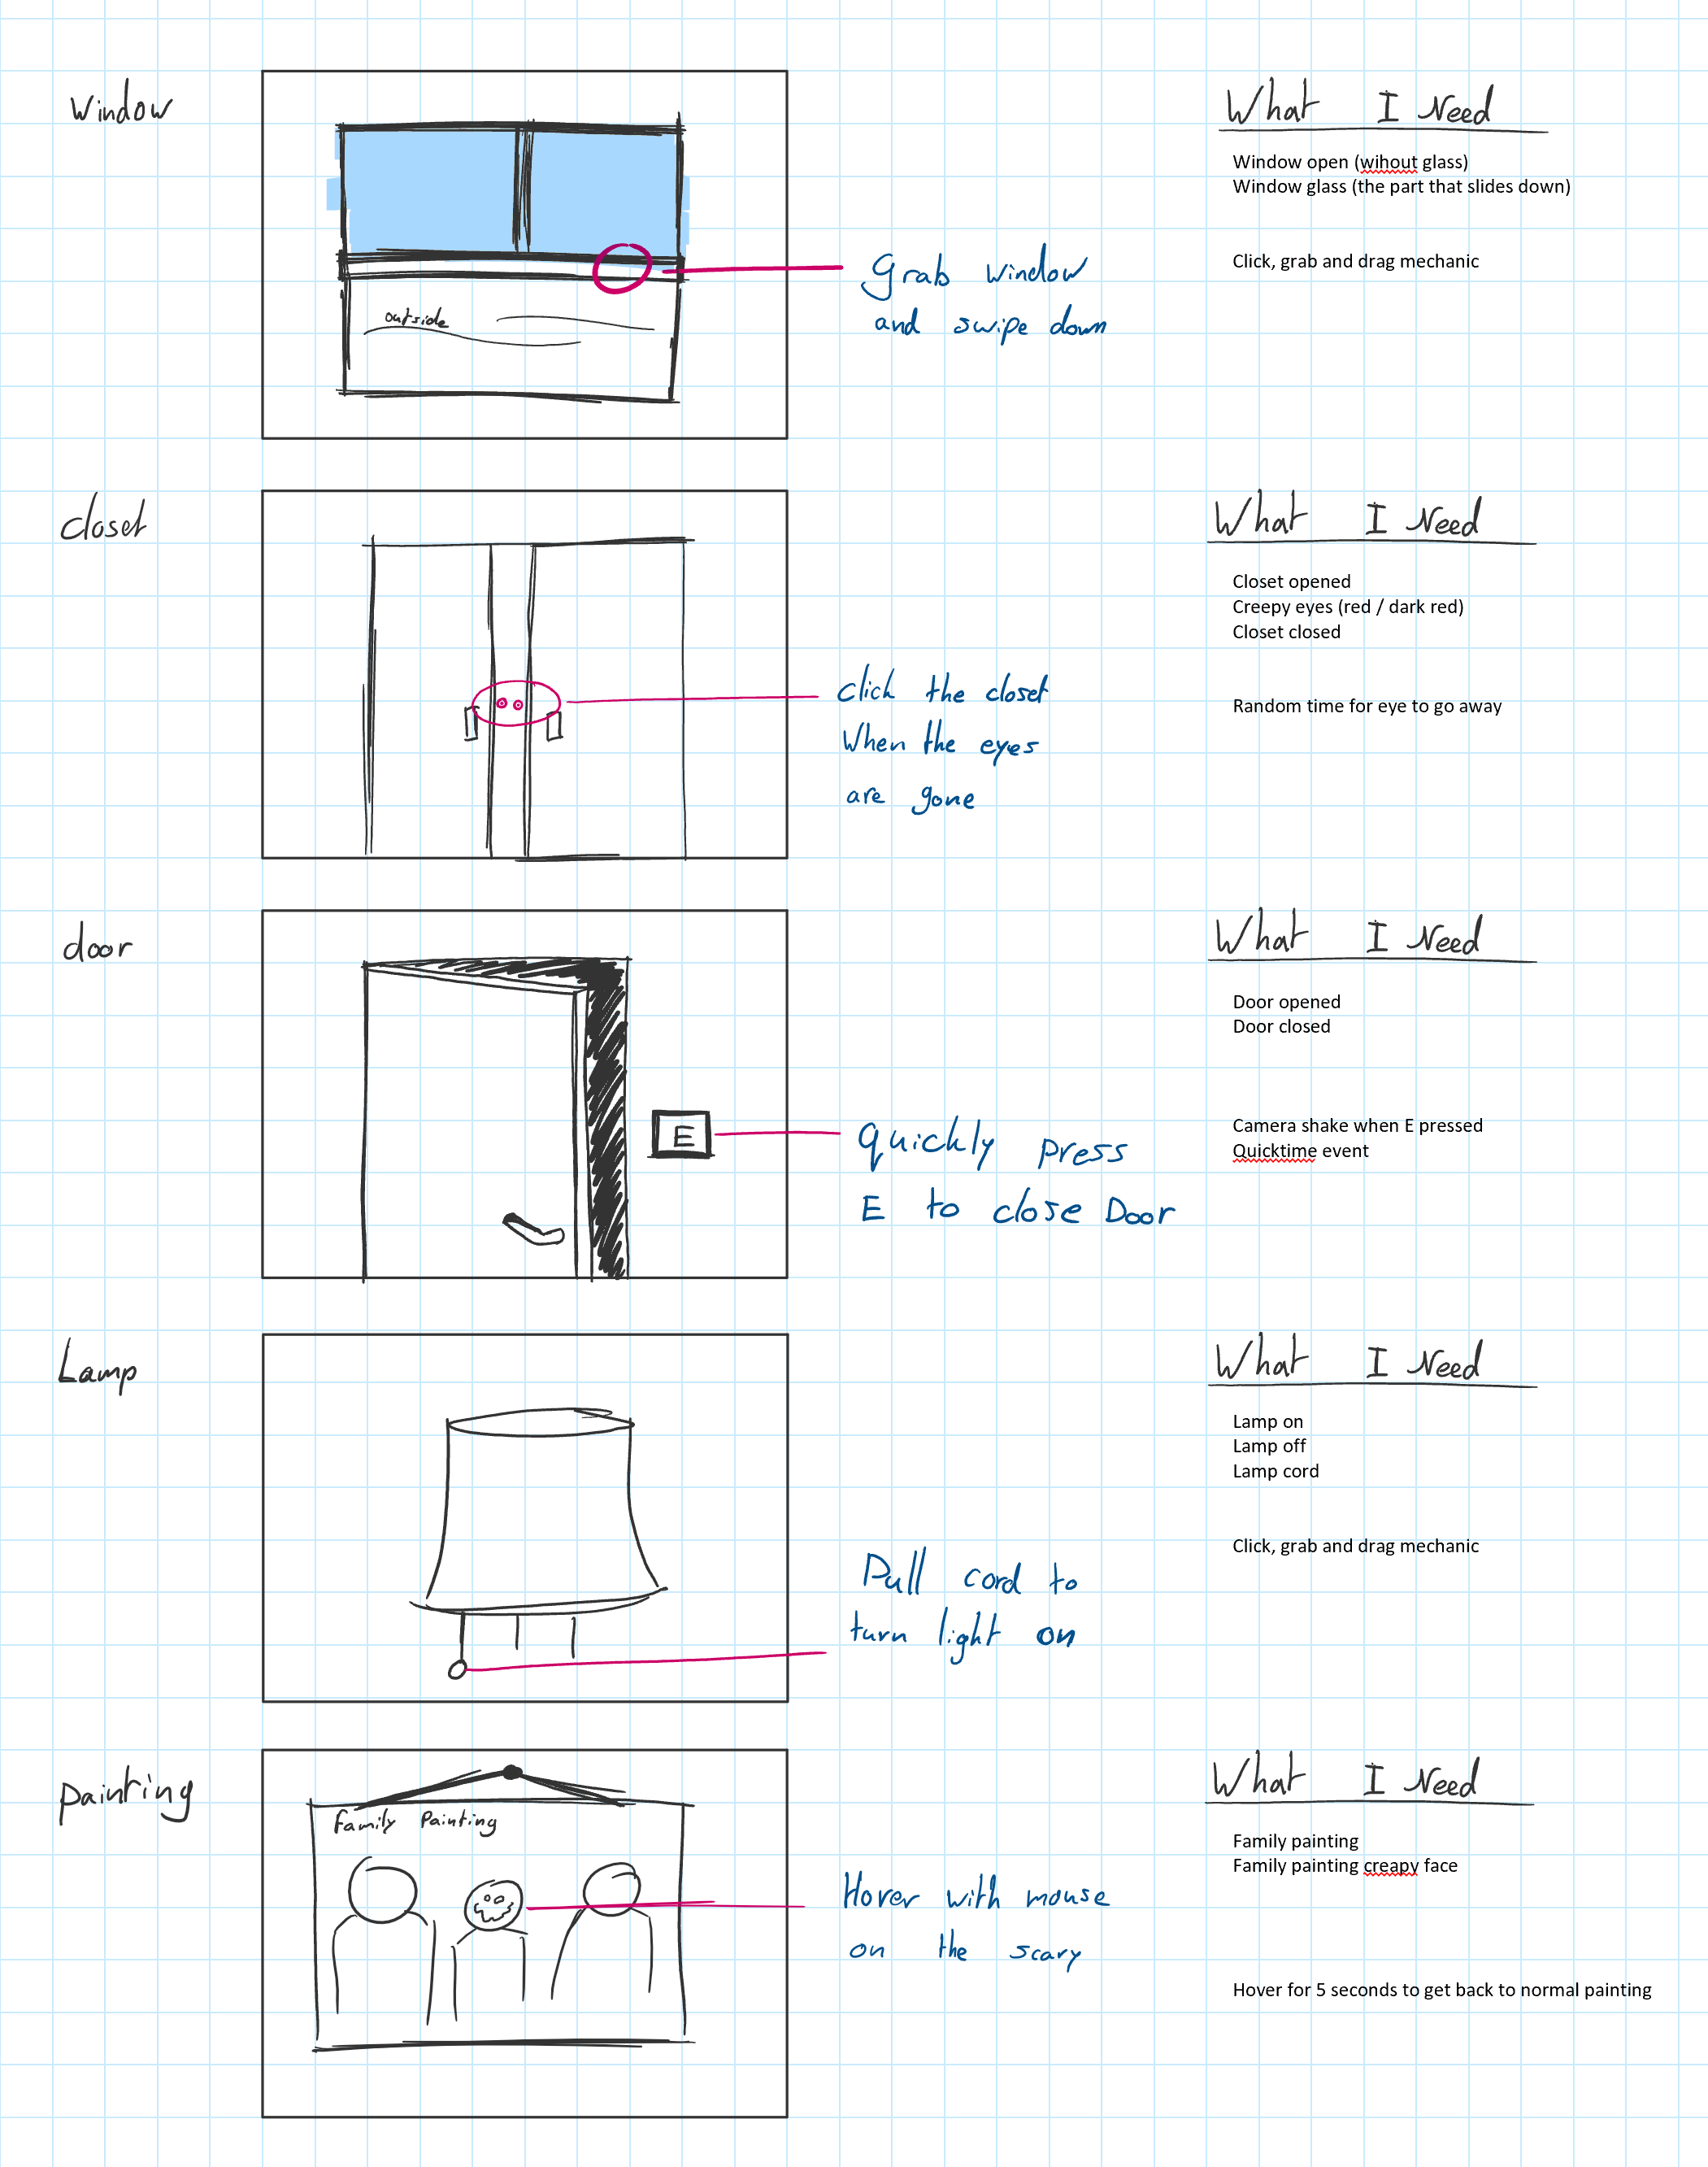 Window
What I Need
Window open (wihout glass)
Window glass (the part that slides down)
Grab window
and swipe down
Click, grab and drag mechanic
outside
closet
What I Need
Closet opened
Creepy eyes (red / dark red)
Closet closed
click the closet
When the eyes
are gone
Random time for eye to go away
door
What I Need
Door opened
Door closed
E
Quickly press
E to close Door
Camera shake when E pressed
Quicktime event
Lamp
What I Need
Lamp on
Lamp off
Lamp cord
Pull cord to
turn light on
Click, grab and drag mechanic
painting
What I Need
Family Painting
Family painting
Family painting creapy face
Hover with mouse
on the scary
Hover for 5 seconds to get back to normal painting